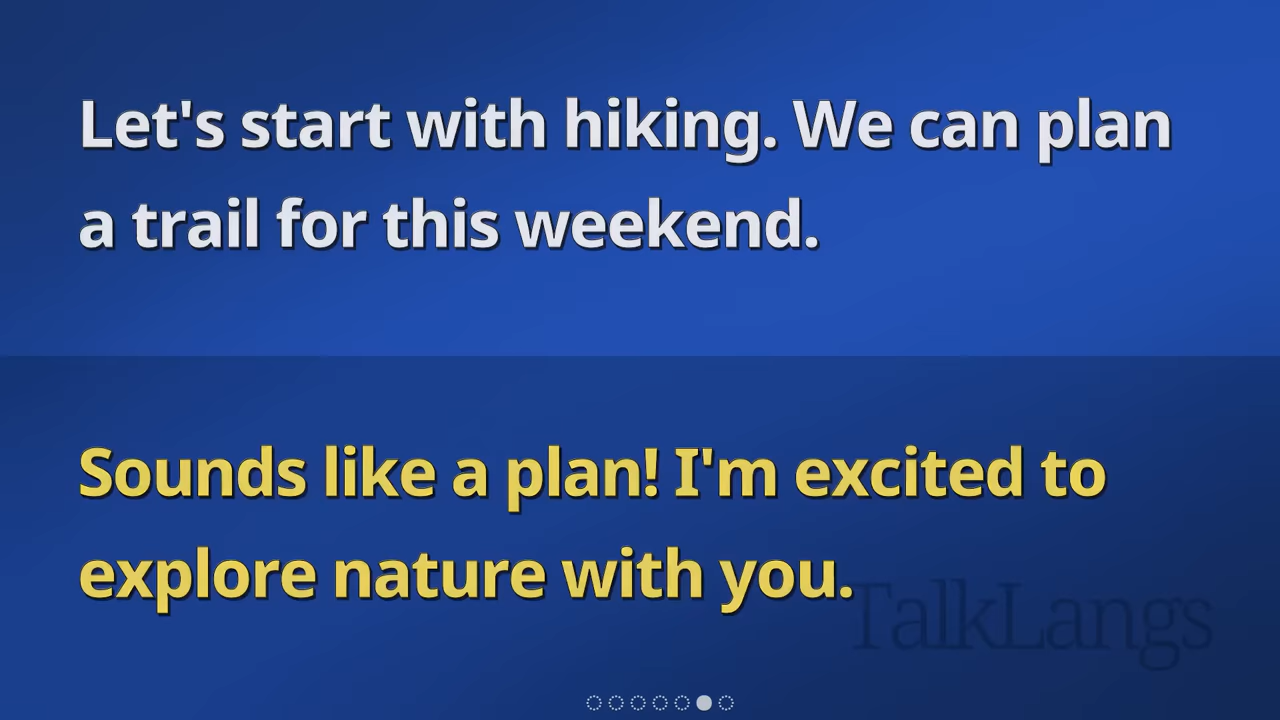 Let's start with hiking. We can plan
a trail for this weekend.
Sounds like a plan! I'm excited to
explore nature with you.
TalkLangs